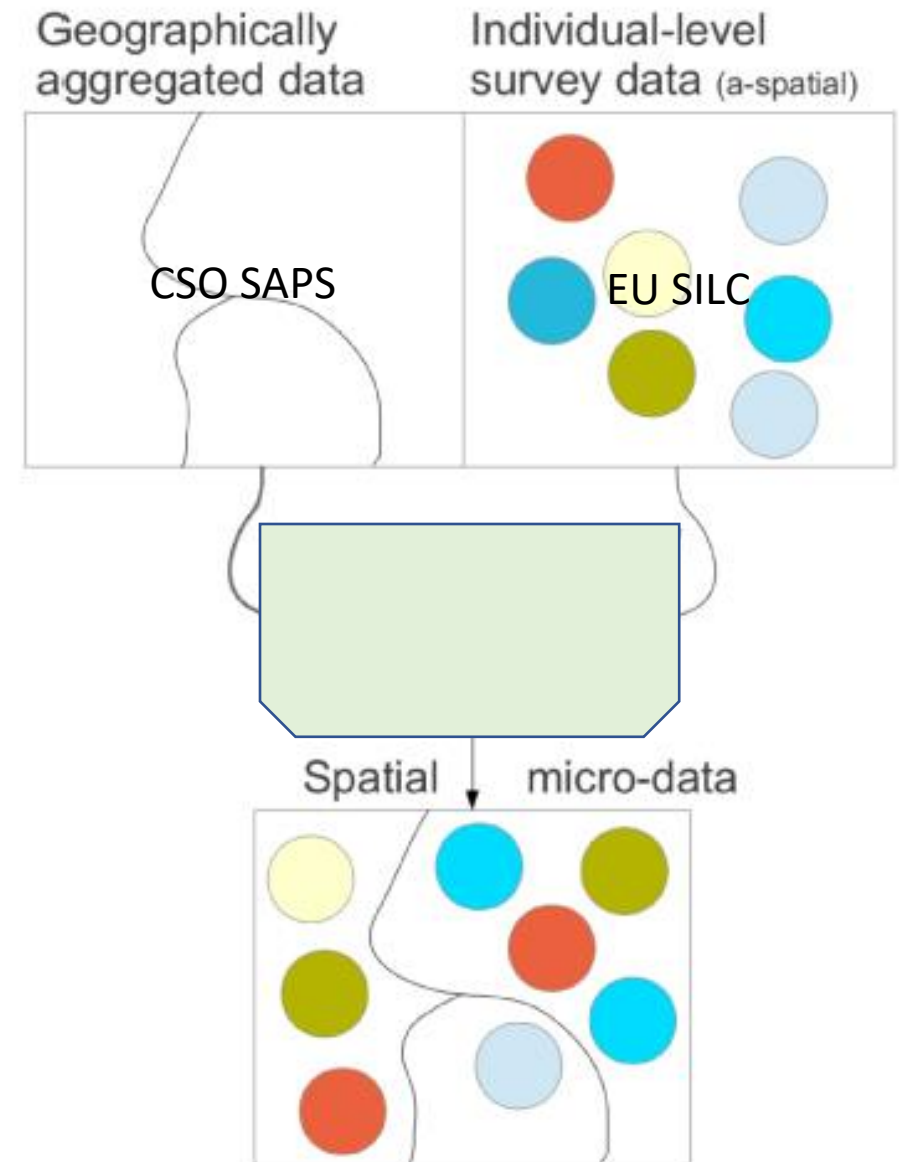 Geographically
aggregated data
Individual-level
survey data (a-spatial)
CSO SAPS
EU SILC
Spatial micro-data